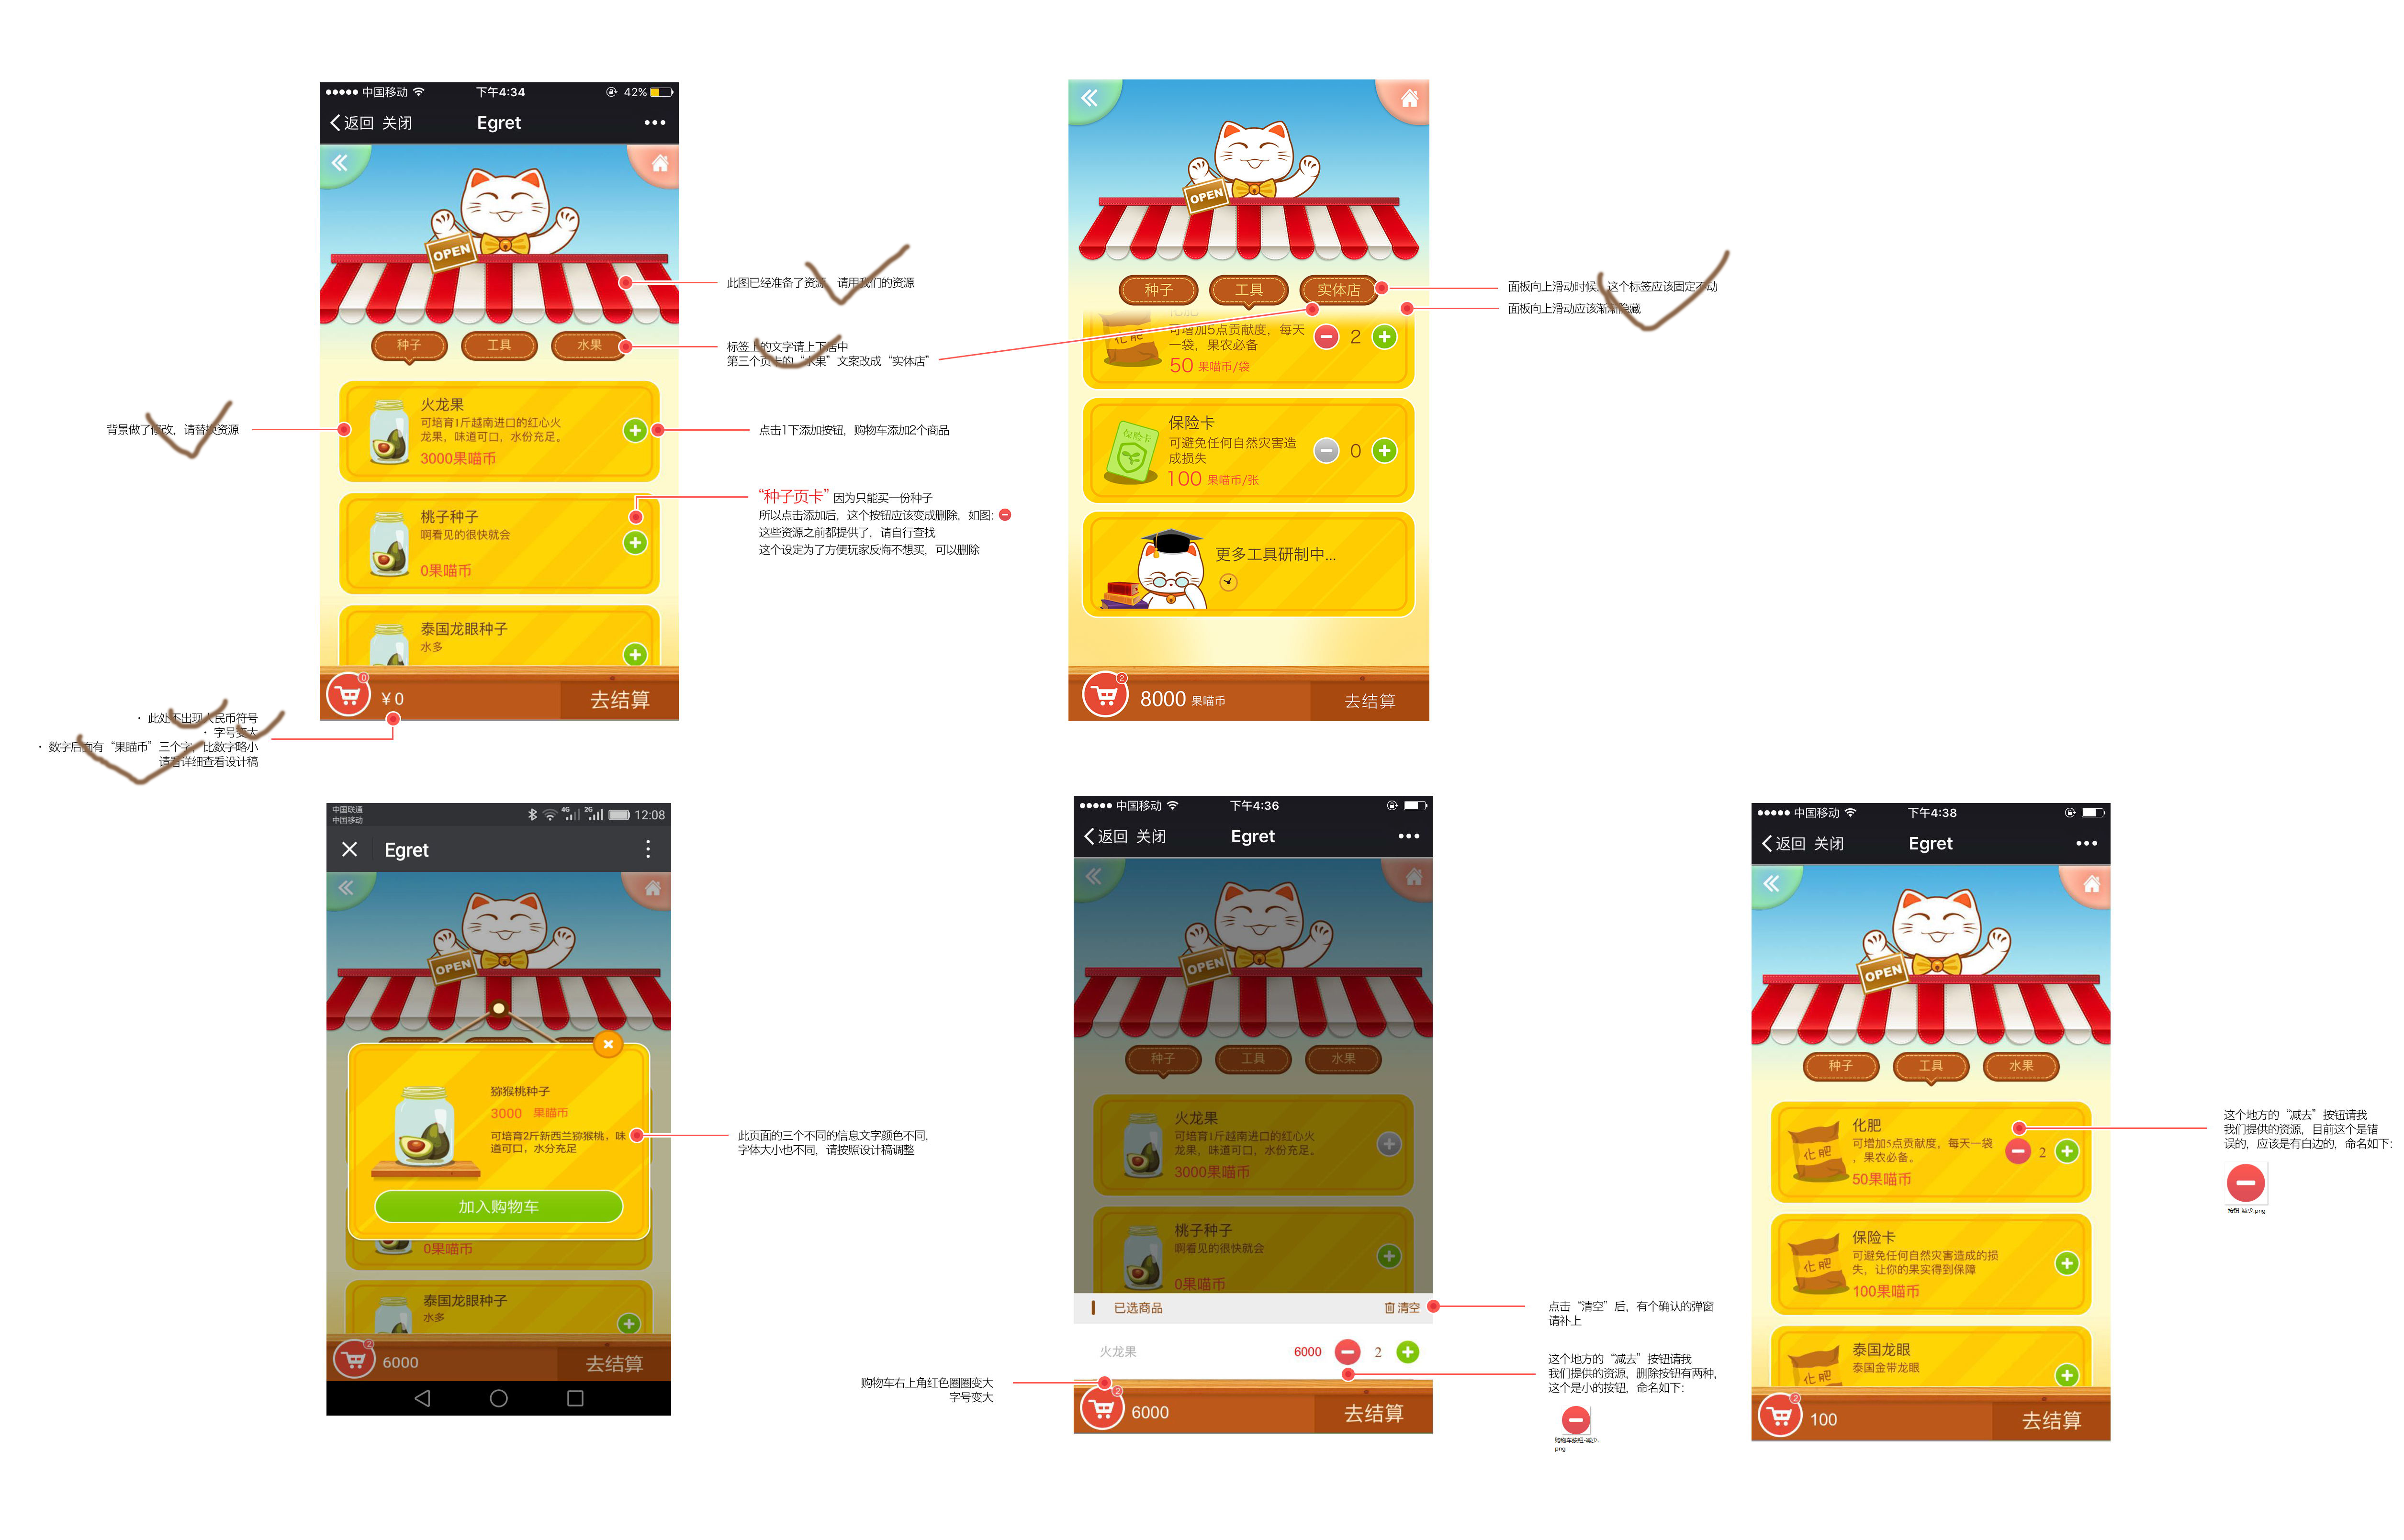 中国移动 下午4:34 42%
返回 关闭 Egret
OPEN
种子 工具 水果
火龙果
可培育1斤越南进口的红心火
龙果，味道可口，水份充足。
3000果喵币
桃子种子
啊看见的很快就会
0果喵币
泰国龙眼种子
水多
0
¥0 去结算
此图已经准备了资源，请用我们的资源
标签上的文字请上下居中
第三个页卡的“水果”文案改成“实体店”
背景做了修改，请替换资源
点击1下添加按钮，购物车添加2个商品
“种子页卡”因为只能买一份种子
所以点击添加后，这个按钮应该变成删除，如图：
这些资源之前都提供了，请自行查找
这个设定为了方便玩家反悔不想买，可以删除
· 此处不出现人民币符号
· 字号变大
· 数字后面有“果瞄币”三个字，比数字略小
请看详细查看设计稿
OPEN
种子 工具 实体店
化肥
可增加5点贡献度，每天
一袋，果农必备
50 果喵币/袋
2
化肥
保险卡
可避免任何自然灾害造
成损失
100 果喵币/张
0
保险卡
更多工具研制中...
2
8000 果喵币 去结算
面板向上滑动时候，这个标签应该固定不动
面板向上滑动应该渐渐隐藏
中国联通
中国移动 4G 2G 12:08
Egret
OPEN
猕猴桃种子
3000 果喵币
可培育2斤新西兰猕猴桃，味
道可口，水分充足
加入购物车
0果喵币
泰国龙眼种子
水多
2
6000 去结算
此页面的三个不同的信息文字颜色不同，
字体大小也不同，请按照设计稿调整
中国移动 下午4:36
返回 关闭 Egret
OPEN
种子 工具 水果
火龙果
可培育1斤越南进口的红心火
龙果，味道可口，水份充足。
3000果喵币
桃子种子
啊看见的很快就会
0果喵币
已选商品 清空
火龙果 6000 2
2
6000 去结算
购物车右上角红色圈圈变大
字号变大
点击“清空”后，有个确认的弹窗
请补上
这个地方的“减去”按钮请我
我们提供的资源，删除按钮有两种，
这个是小的按钮，命名如下：
购物车按钮-减少.
png
中国移动 下午4:38
返回 关闭 Egret
OPEN
种子 工具 水果
化肥
可增加5点贡献度，每天一袋
，果农必备。
50果喵币
2
化肥
保险卡
可避免任何自然灾害造成的损
失，让你的果实得到保障
100果喵币
化肥
泰国龙眼
泰国金带龙眼
2
100 去结算
这个地方的“减去”按钮请我
我们提供的资源，目前这个是错
误的，应该是有白边的，命名如下：
按钮-减少.png